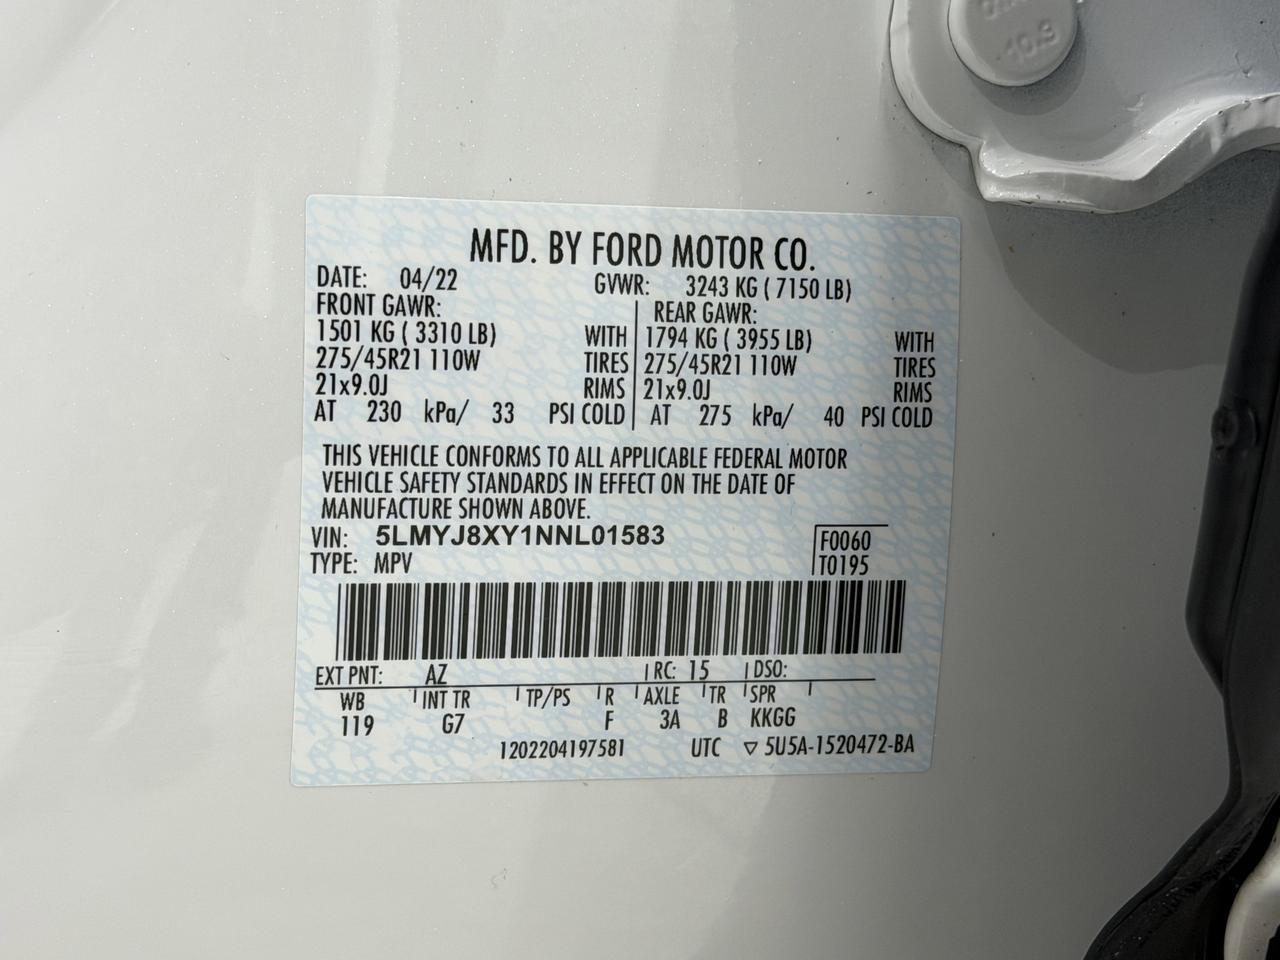 10.9
MFD. BY FORD MOTOR CO.
DATE: 04/22 GVWR: 3243 KG ( 7150 LB)
FRONT GAWR: REAR GAWR:
1501 KG ( 3310 LB) WITH 1794 KG ( 3955 LB) WITH
275/45R21 110W TIRES 275/45R21 110W TIRES
21x9.0J RIMS 21x9.0J RIMS
AT 230 kPa/ 33 PSI COLD AT 275 kPa/ 40 PSI COLD
THIS VEHICLE CONFORMS TO ALL APPLICABLE FEDERAL MOTOR
VEHICLE SAFETY STANDARDS IN EFFECT ON THE DATE OF
MANUFACTURE SHOWN ABOVE.
VIN: 5LMYJ8XY1NNL01583 F0060
TYPE: MPV T0195
EXT PNT: AZ RC: 15 DSO:
WB INT TR TP/PS R AXLE TR SPR
119 G7 F 3A B KKGG
1202204197581 UTC ▽ 5U5A-1520472-BA